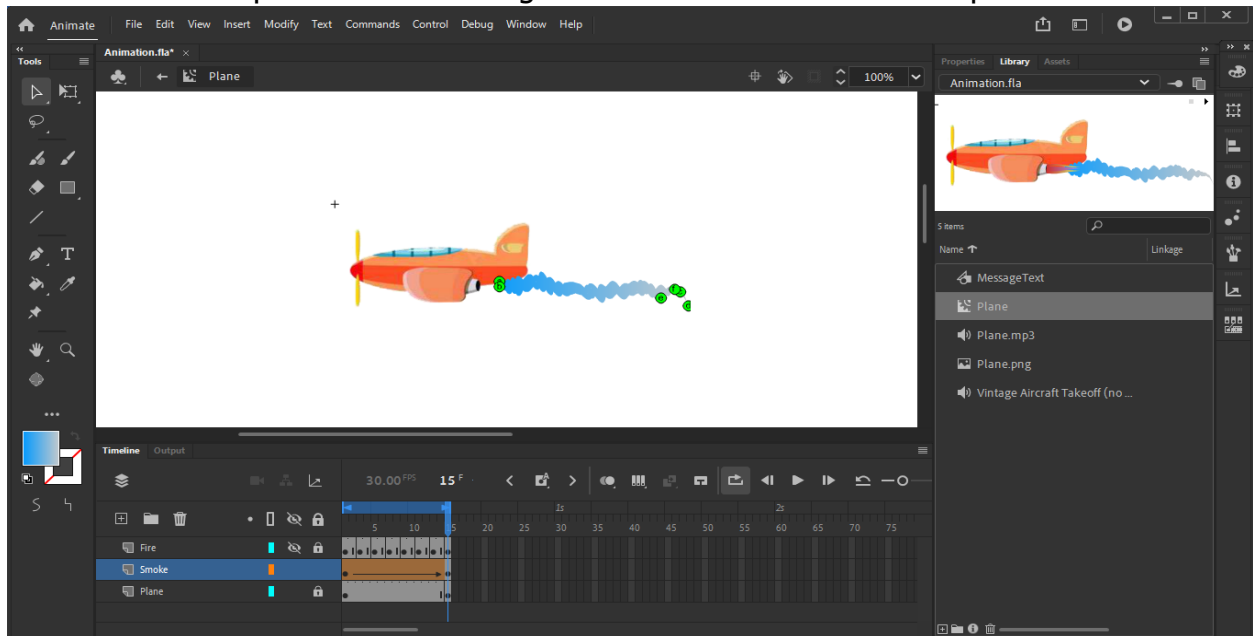 Animate File Edit View Insert Modify Text Commands Control Debug Window Help
Animation.fla* ×
Tools
Plane
100%
Properties Library Assets
Animation.fla
5 items
Name Linkage
MessageText
Plane
Plane.mp3
Plane.png
Vintage Aircraft Takeoff (no ...
Timeline Output
30.00 FPS 15 F
1s 2s
5 10 15 20 25 30 35 40 45 50 55 60 65 70 75
Fire
Smoke
Plane